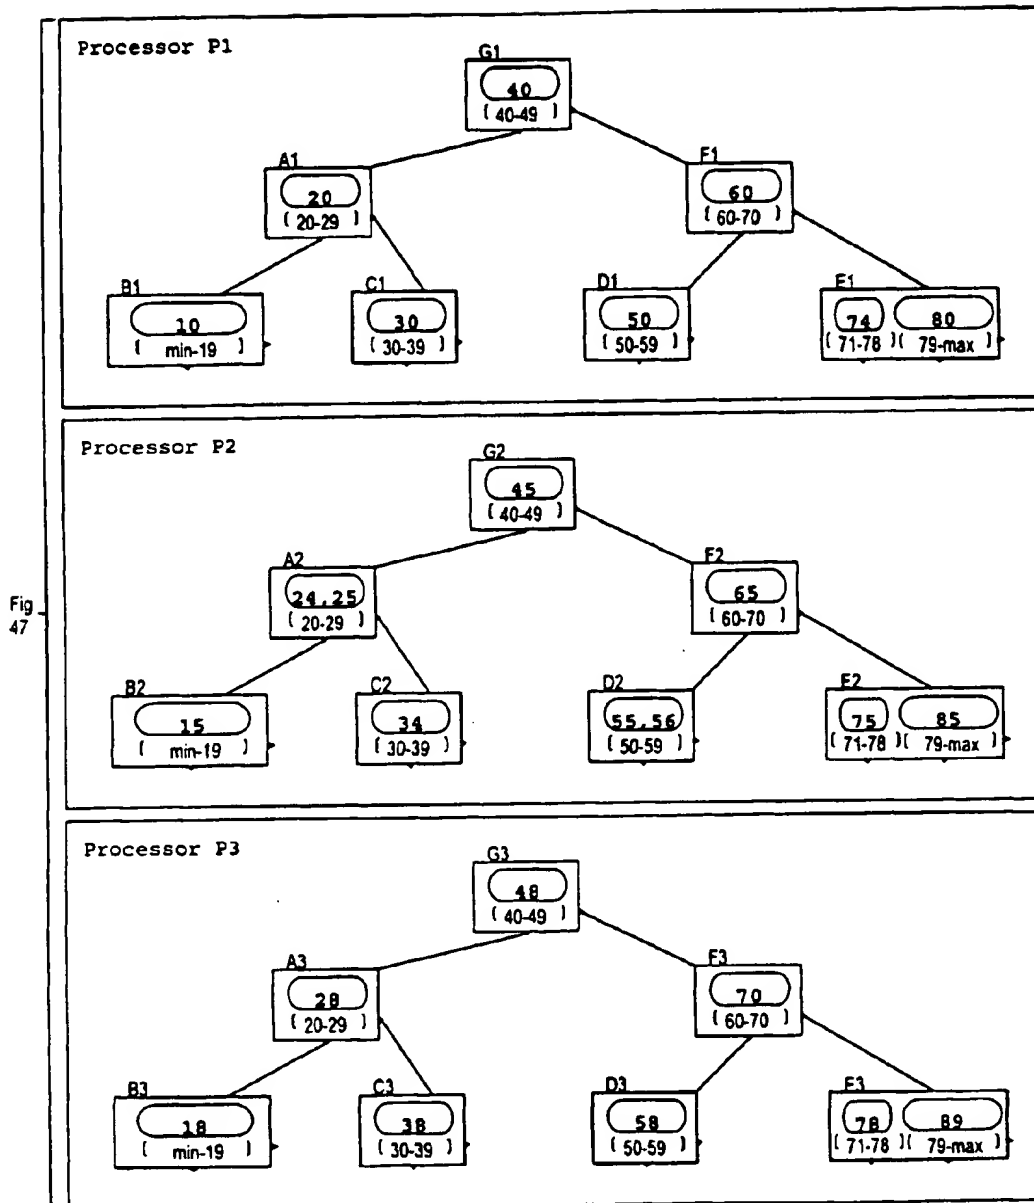 Processor P1
G1
40
( 40-49 )
A1
20
( 20-29 )
F1
60
( 60-70 )
B1
10
( min-19 )
C1
30
( 30-39 )
D1
50
( 50-59 )
E1
74 80
( 71-78 )( 79-max )
Processor P2
G2
45
( 40-49 )
A2
24,25
( 20-29 )
F2
65
( 60-70 )
Fig
47
B2
15
( min-19 )
C2
34
( 30-39 )
D2
55,56
( 50-59 )
E2
75 85
( 71-78 )( 79-max )
Processor P3
G3
48
( 40-49 )
A3
28
( 20-29 )
F3
70
( 60-70 )
B3
18
( min-19 )
C3
38
( 30-39 )
D3
58
( 50-59 )
E3
78 89
( 71-78 )( 79-max )